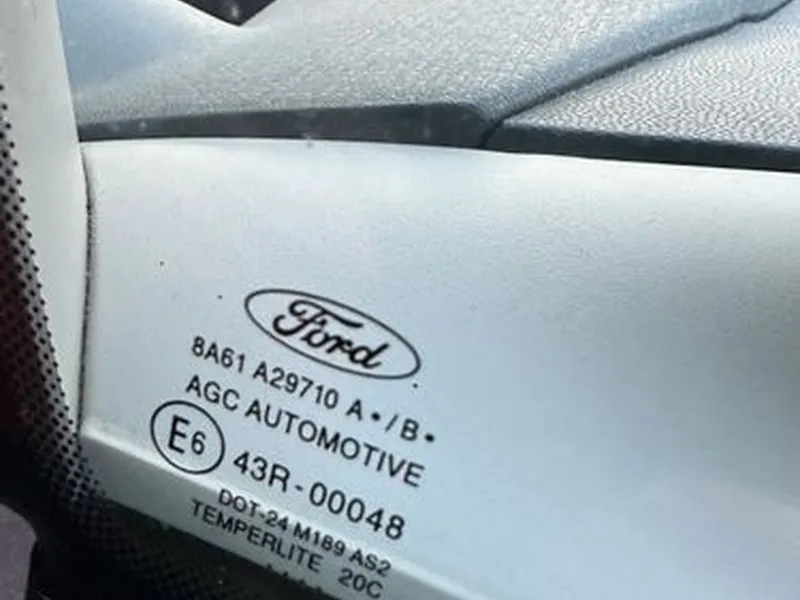 Ford
8A61 A29710 A•/B•
AGC AUTOMOTIVE
E6 43R-00048
DOT-24 M189 AS2
TEMPERLITE 20C